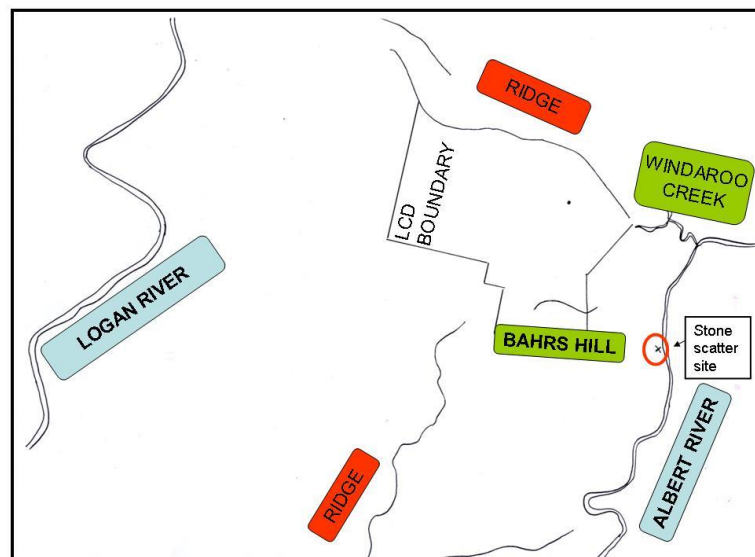 RIDGE
WINDAROO
CREEK
LCD
BOUNDARY
LOGAN RIVER
BAHRS HILL
Stone
scatter
site
ALBERT RIVER
RIDGE